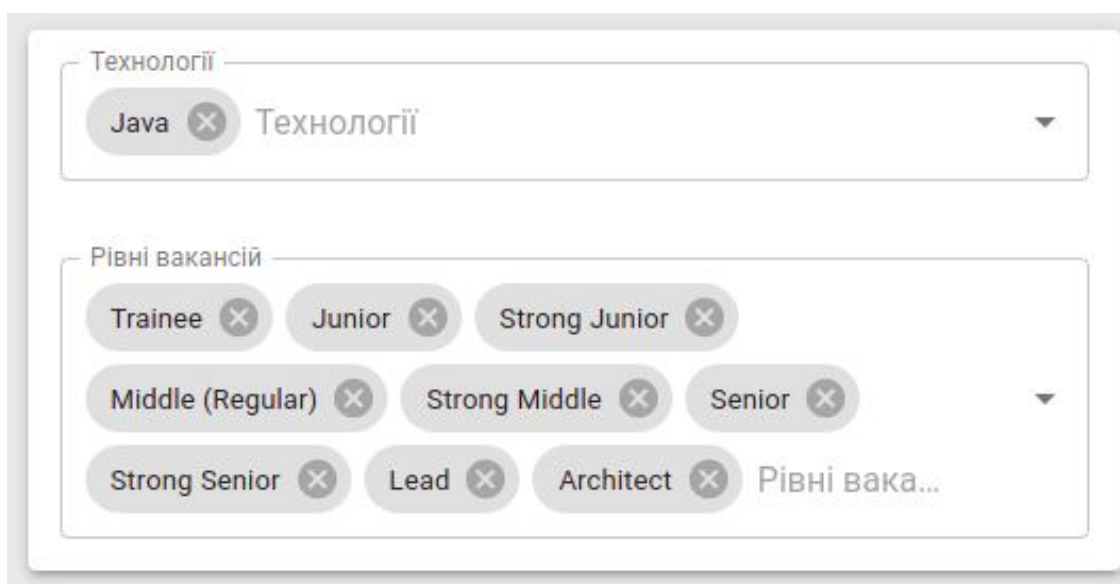 Технології
Java Технології
Рівні вакансій
Trainee Junior Strong Junior
Middle (Regular) Strong Middle Senior
Strong Senior Lead Architect Рівні вака...